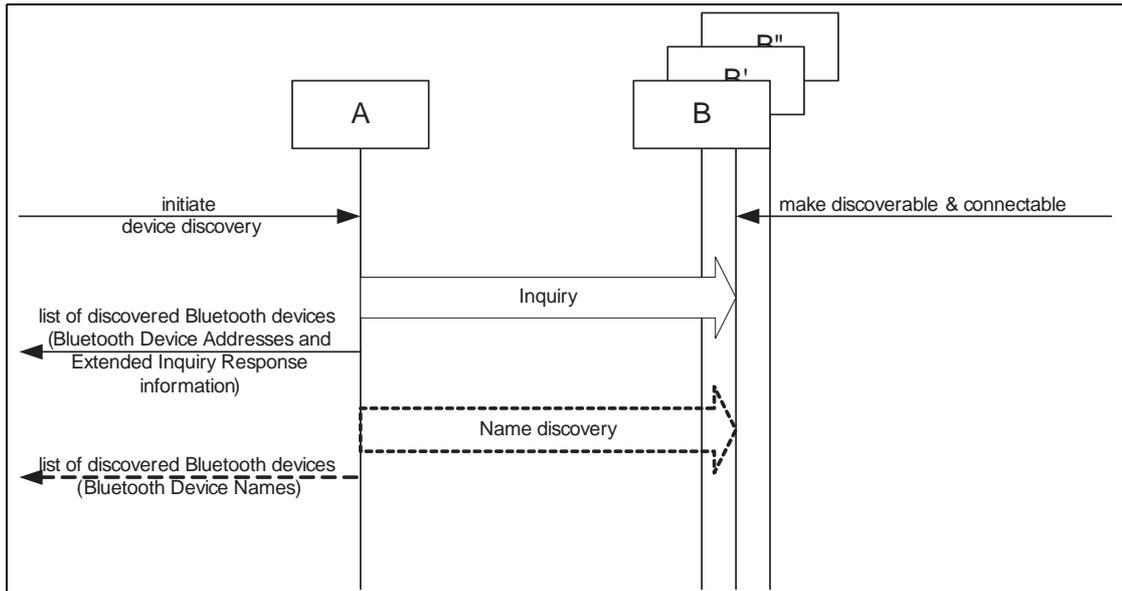 B"
B'
A
B
initiate
device discovery
make discoverable & connectable
Inquiry
list of discovered Bluetooth devices
(Bluetooth Device Addresses and
Extended Inquiry Response
information)
Name discovery
list of discovered Bluetooth devices
(Bluetooth Device Names)